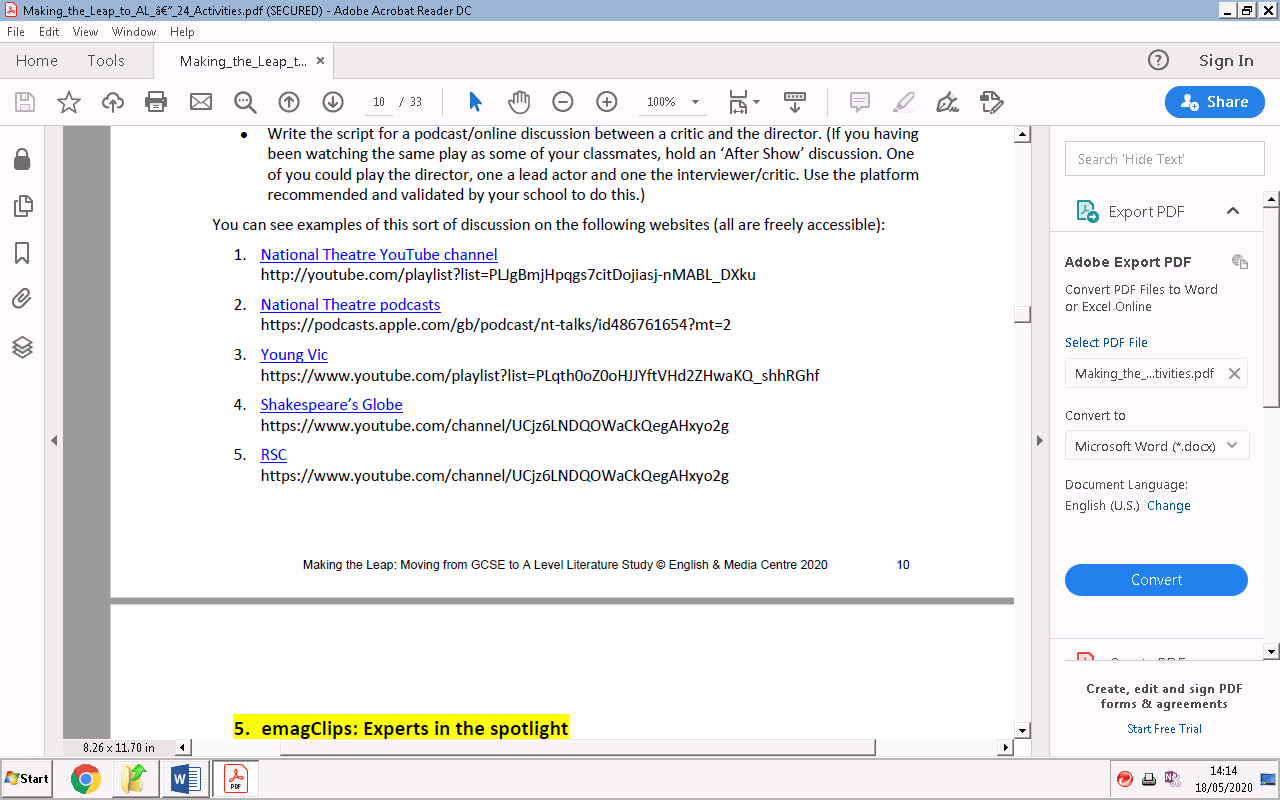 Making_the_Leap_to_AL_â€”_24_Activities.pdf (SECURED) - Adobe Acrobat Reader DC
File Edit View Window Help
Home Tools Making_the_Leap_t... × Sign In
10 / 33 100% Share
• Write the script for a podcast/online discussion between a critic and the director. (If you having
been watching the same play as some of your classmates, hold an ‘After Show’ discussion. One
of you could play the director, one a lead actor and one the interviewer/critic. Use the platform
recommended and validated by your school to do this.)
You can see examples of this sort of discussion on the following websites (all are freely accessible):
1. National Theatre YouTube channel
http://youtube.com/playlist?list=PLJgBmjHpqgs7citDojiasj-nMABL_DXku
2. National Theatre podcasts
https://podcasts.apple.com/gb/podcast/nt-talks/id486761654?mt=2
3. Young Vic
https://www.youtube.com/playlist?list=PLqth0oZ0oHJJYftVHd2ZHwaKQ_shhRGhf
4. Shakespeare’s Globe
https://www.youtube.com/channel/UCjz6LNDQOWaCkQegAHxyo2g
5. RSC
https://www.youtube.com/channel/UCjz6LNDQOWaCkQegAHxyo2g
Making the Leap: Moving from GCSE to A Level Literature Study © English & Media Centre 2020 10
5. emagClips: Experts in the spotlight
8.26 x 11.70 in
Search 'Hide Text'
Export PDF
Adobe Export PDF
Convert PDF Files to Word
or Excel Online
Select PDF File
Making_the_...tivities.pdf
Convert to
Microsoft Word (*.docx)
Document Language:
English (U.S.) Change
Convert
Create, edit and sign PDF
forms & agreements
Start Free Trial
Start
PDF
14:14
18/05/2020